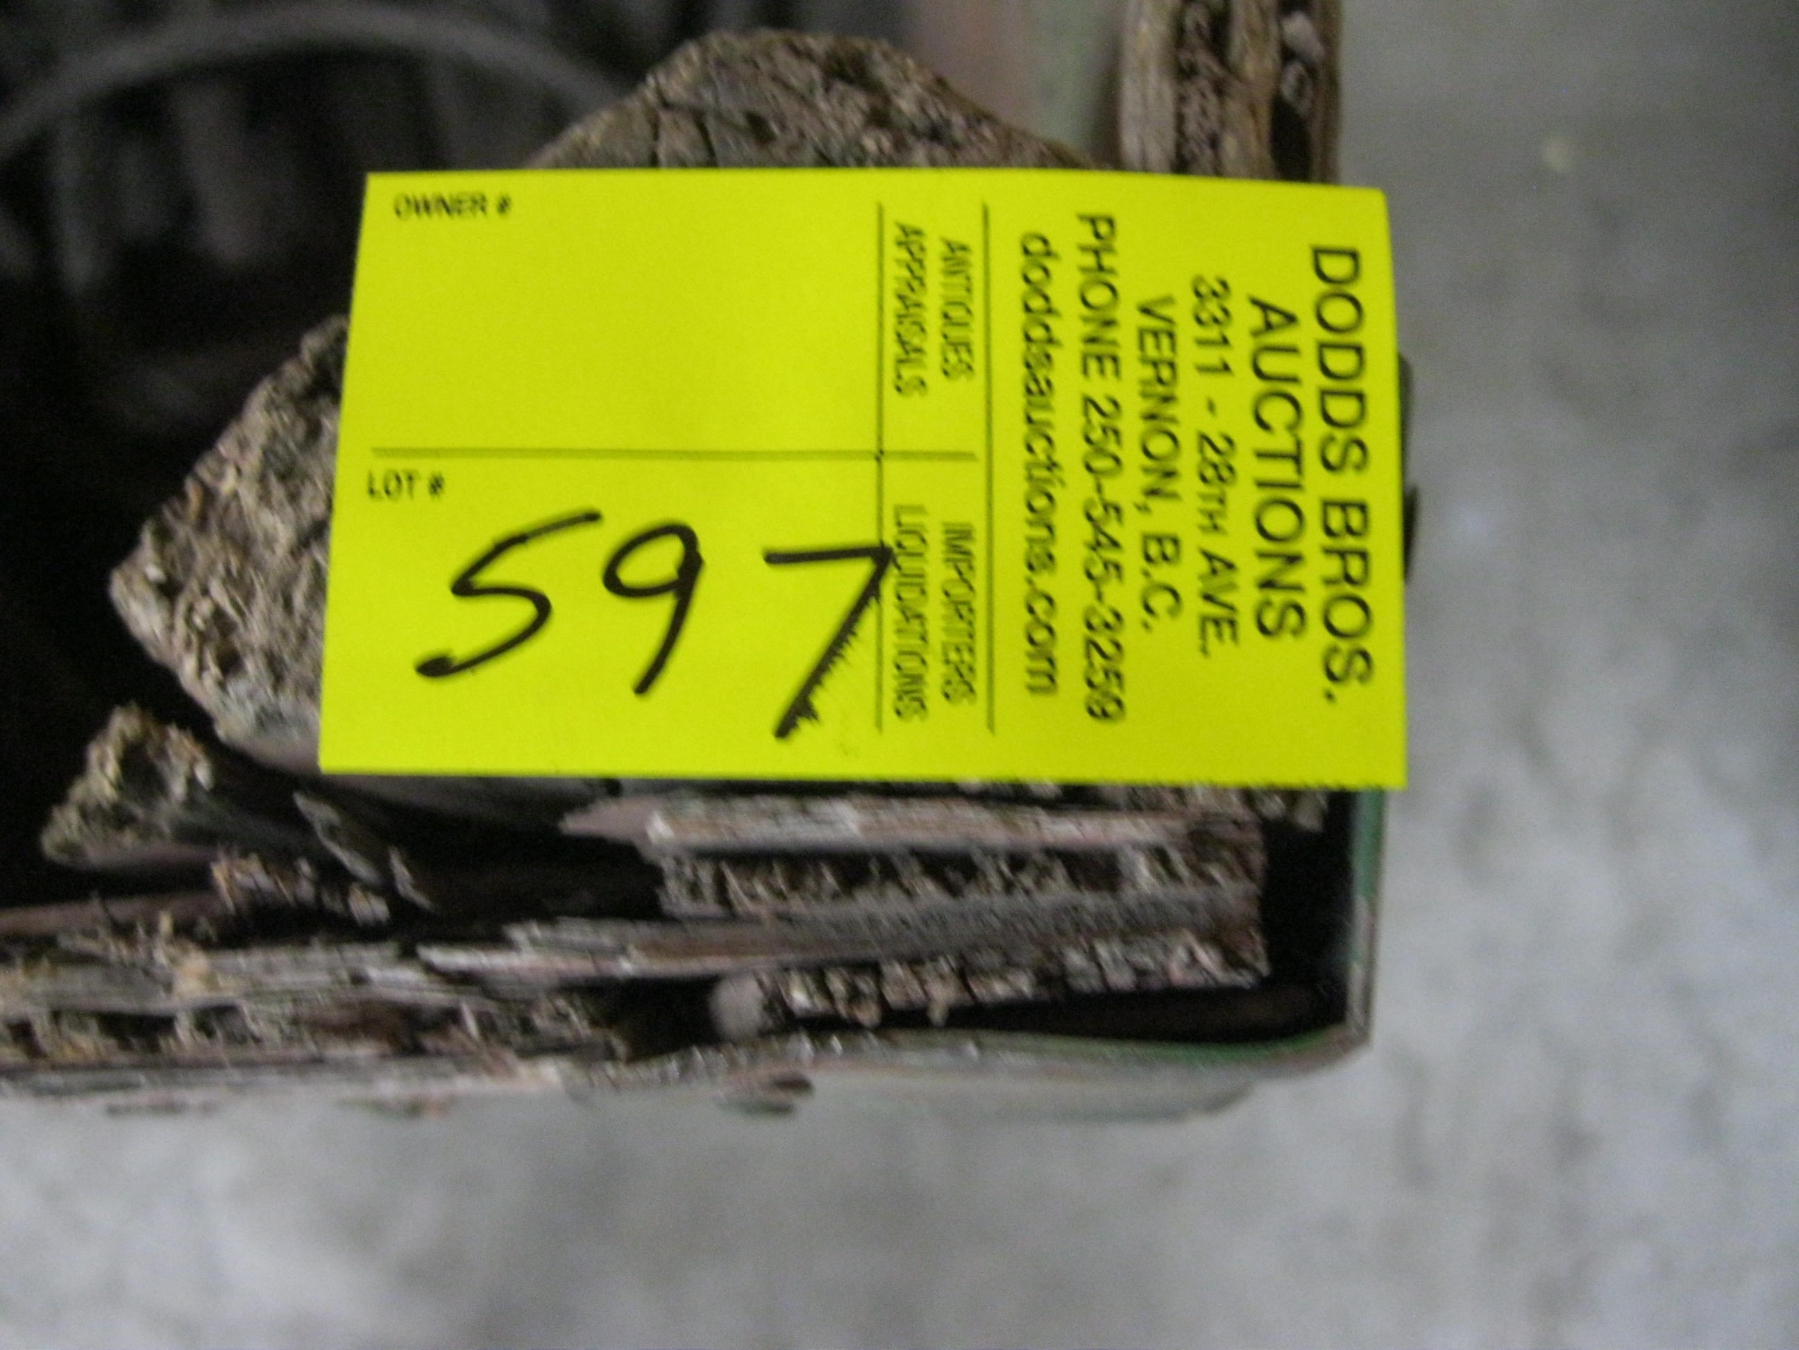 DODDS BROS.
AUCTIONS
3311 - 28TH AVE.
VERNON, B.C.
PHONE 250-545-3259
doddsauctions.com
ANTIQUES IMPORTERS
APPRAISALS LIQUIDATIONS
OWNER #
LOT #
597